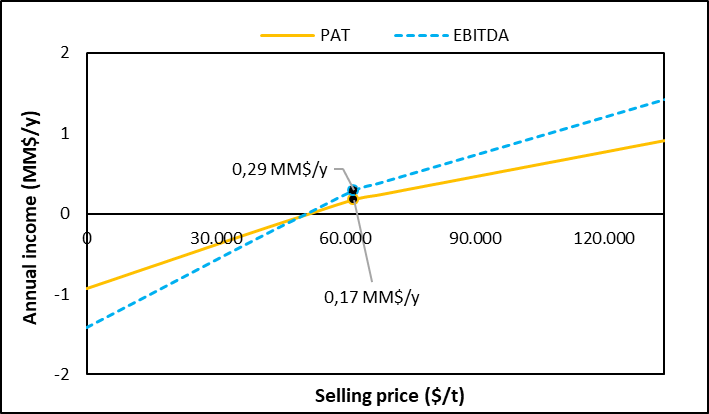 PAT
EBITDA
2
1
0
-1
-2
Annual income (MM$/y)
0,29 MM$/y
0
30.000
60.000
90.000
120.000
0,17 MM$/y
Selling price ($/t)